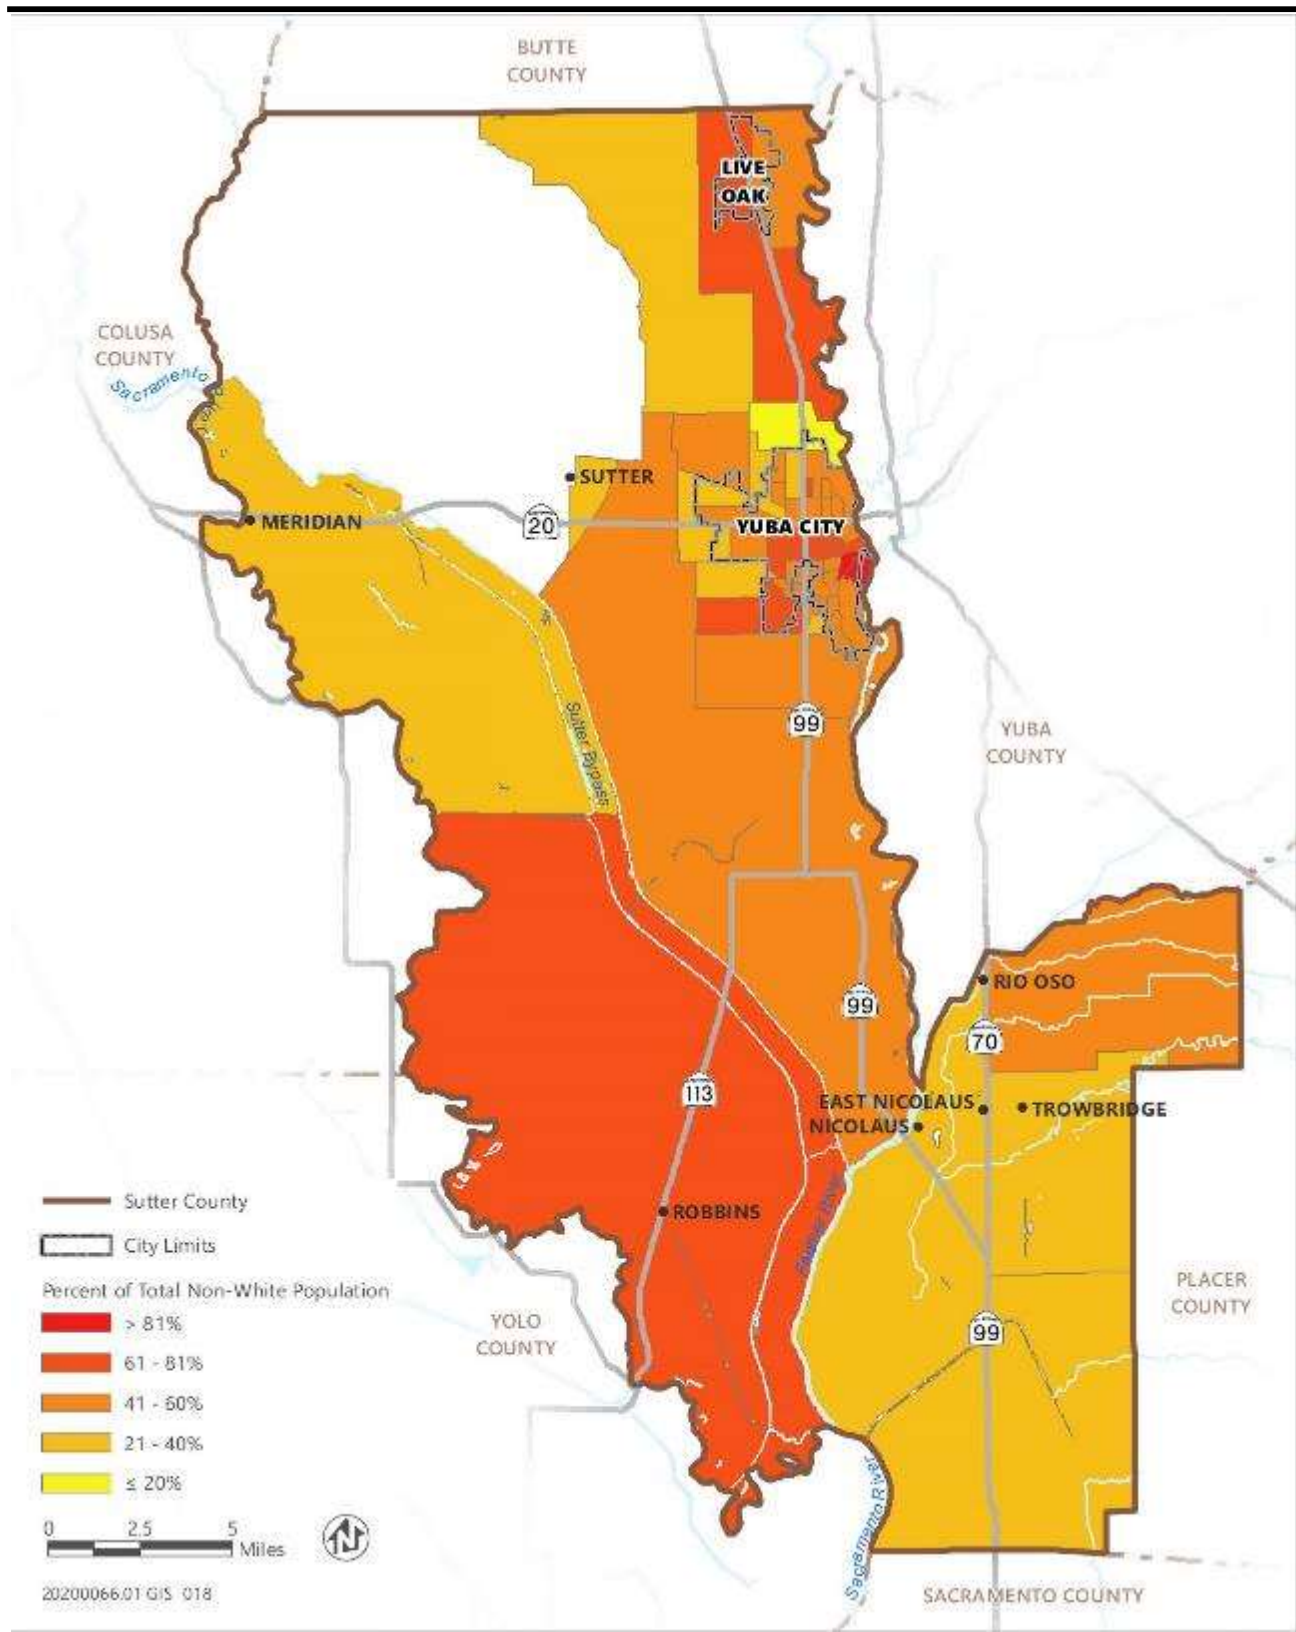 BUTTE
COUNTY
LIVE
OAK
COLUSA
COUNTY
Sacramento
SUTTER
MERIDIAN
20
YUBA CITY
Sutter Bypass
99
YUBA
COUNTY
RIO OSO
99
70
113
EAST NICOLAUS
TROWBRIDGE
NICOLAUS
ROBBINS
Sutter County
City Limits
Percent of Total Non-White Population
> 81%
61 - 81%
41 - 60%
21 - 40%
≤ 20%
0 2.5 5
Miles
N
20200066.01 GIS 018
YOLO
COUNTY
PLACER
COUNTY
99
Sacramento River
SACRAMENTO COUNTY